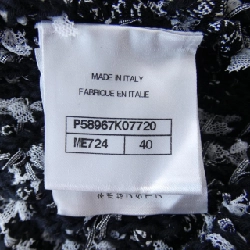 MADE IN ITALY
FABRIQUE EN ITALIE
P58967K07720
ME724 40